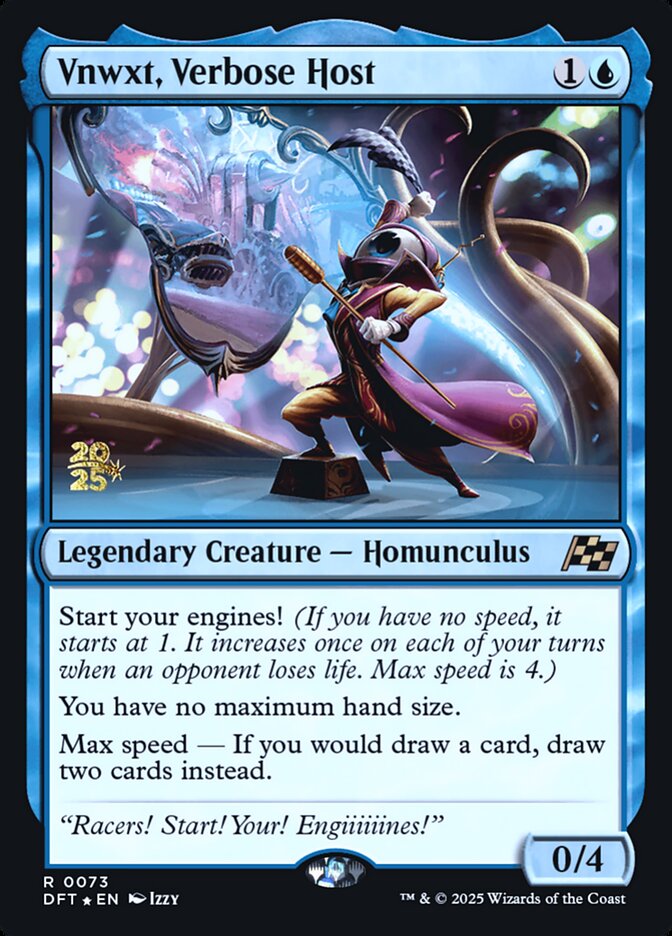 Vnwxt, Verbose Host
1
20
25
Legendary Creature — Homunculus
Start your engines! (If you have no speed, it
starts at 1. It increases once on each of your turns
when an opponent loses life. Max speed is 4.)
You have no maximum hand size.
Max speed — If you would draw a card, draw
two cards instead.
“Racers! Start! Your! Engiiiiiines!”
0/4
R 0073
DFT★EN Izzy
™ & © 2025 Wizards of the Coast